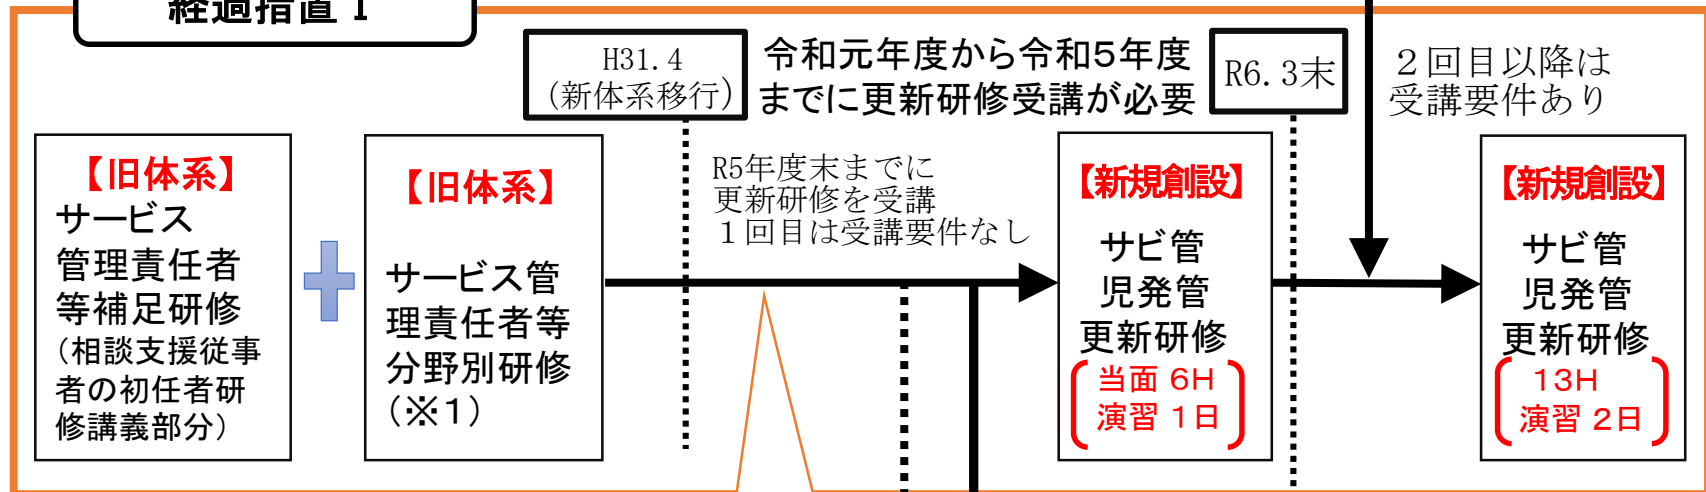 経過措置Ⅰ
H31.4
(新体系移行)
令和元年度から令和5年度
までに更新研修受講が必要
R6.3末
２回目以降は
受講要件あり
【旧体系】
サービス
管理責任者
等補足研修
(相談支援従事
者の初任者研
修講義部分)
【旧体系】
サービス管
理責任者等
分野別研修
(※1)
R5年度末までに
更新研修を受講
１回目は受講要件なし
【新規創設】
サビ管
児発管
更新研修
当面 6H
演習 1日
【新規創設】
サビ管
児発管
更新研修
13H
演習 2日